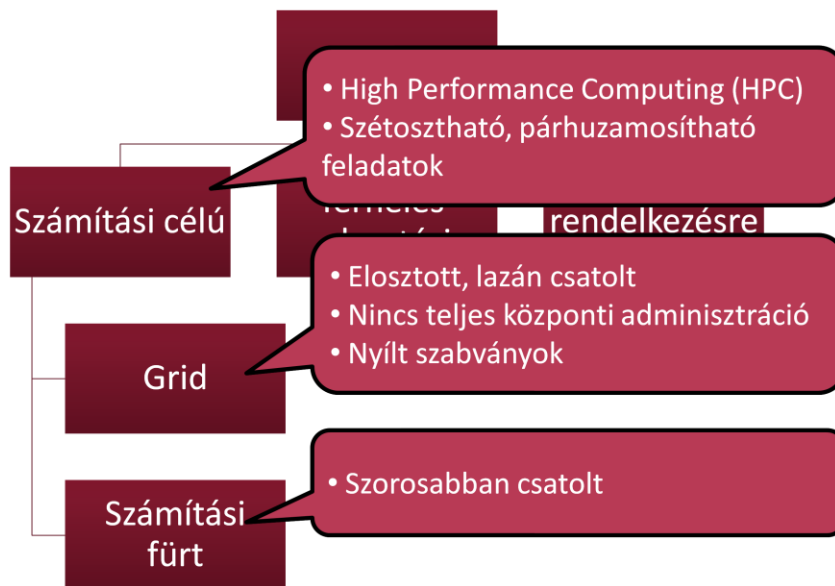 • High Performance Computing (HPC)
• Szétosztható, párhuzamosítható
feladatok
Számítási célú
rendelkezésre
• Elosztott, lazán csatolt
• Nincs teljes központi adminisztráció
• Nyílt szabványok
Grid
• Szorosabban csatolt
Számítási
fürt